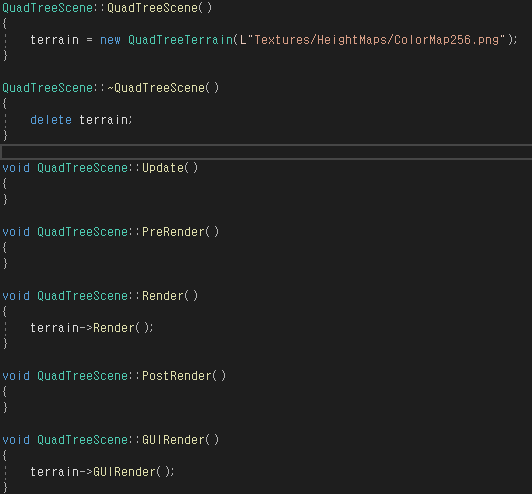 QuadTreeScene::QuadTreeScene()
{
    terrain = new QuadTreeTerrain(L"Textures/HeightMaps/ColorMap256.png");
}

QuadTreeScene::~QuadTreeScene()
{
    delete terrain;
}

void QuadTreeScene::Update()
{
}

void QuadTreeScene::PreRender()
{
}

void QuadTreeScene::Render()
{
    terrain->Render();
}

void QuadTreeScene::PostRender()
{
}

void QuadTreeScene::GUIRender()
{
    terrain->GUIRender();
}